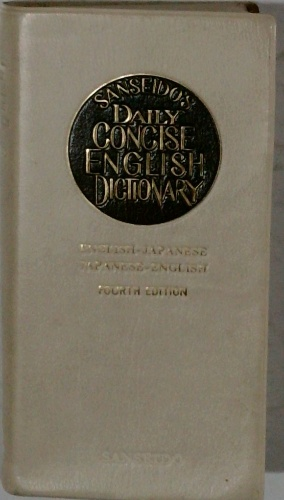 SANSEIDO'S
DAILY
CONCISE
ENGLISH
DICTIONARY
ENGLISH-JAPANESE
JAPANESE-ENGLISH
FOURTH EDITION
SANSEIDO